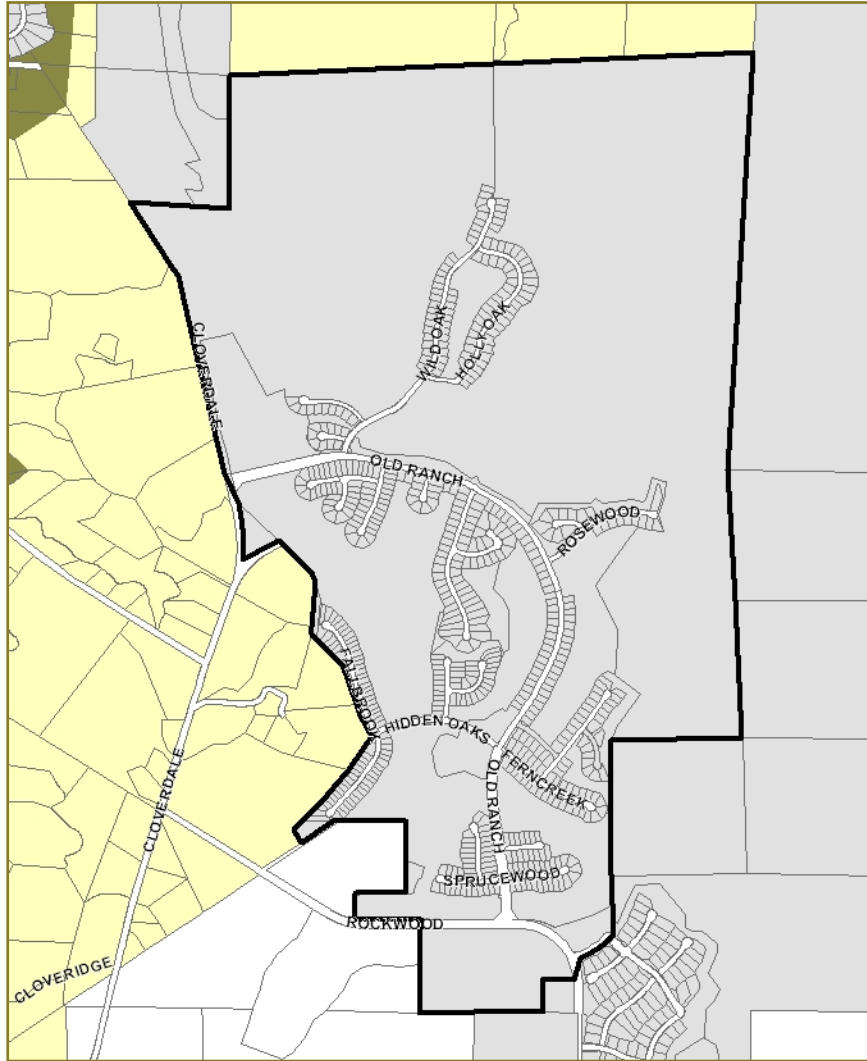 WILD OAK
HOLLY OAK
CLOVERDALE
OLD RANCH
ROSEWOOD
FALLBROOK
HIDDEN OAKS
FERNCREEK
OLD RANCH
CLOVERDALE
SPRUCEWOOD
ROCKWOOD
CLOVERIDGE